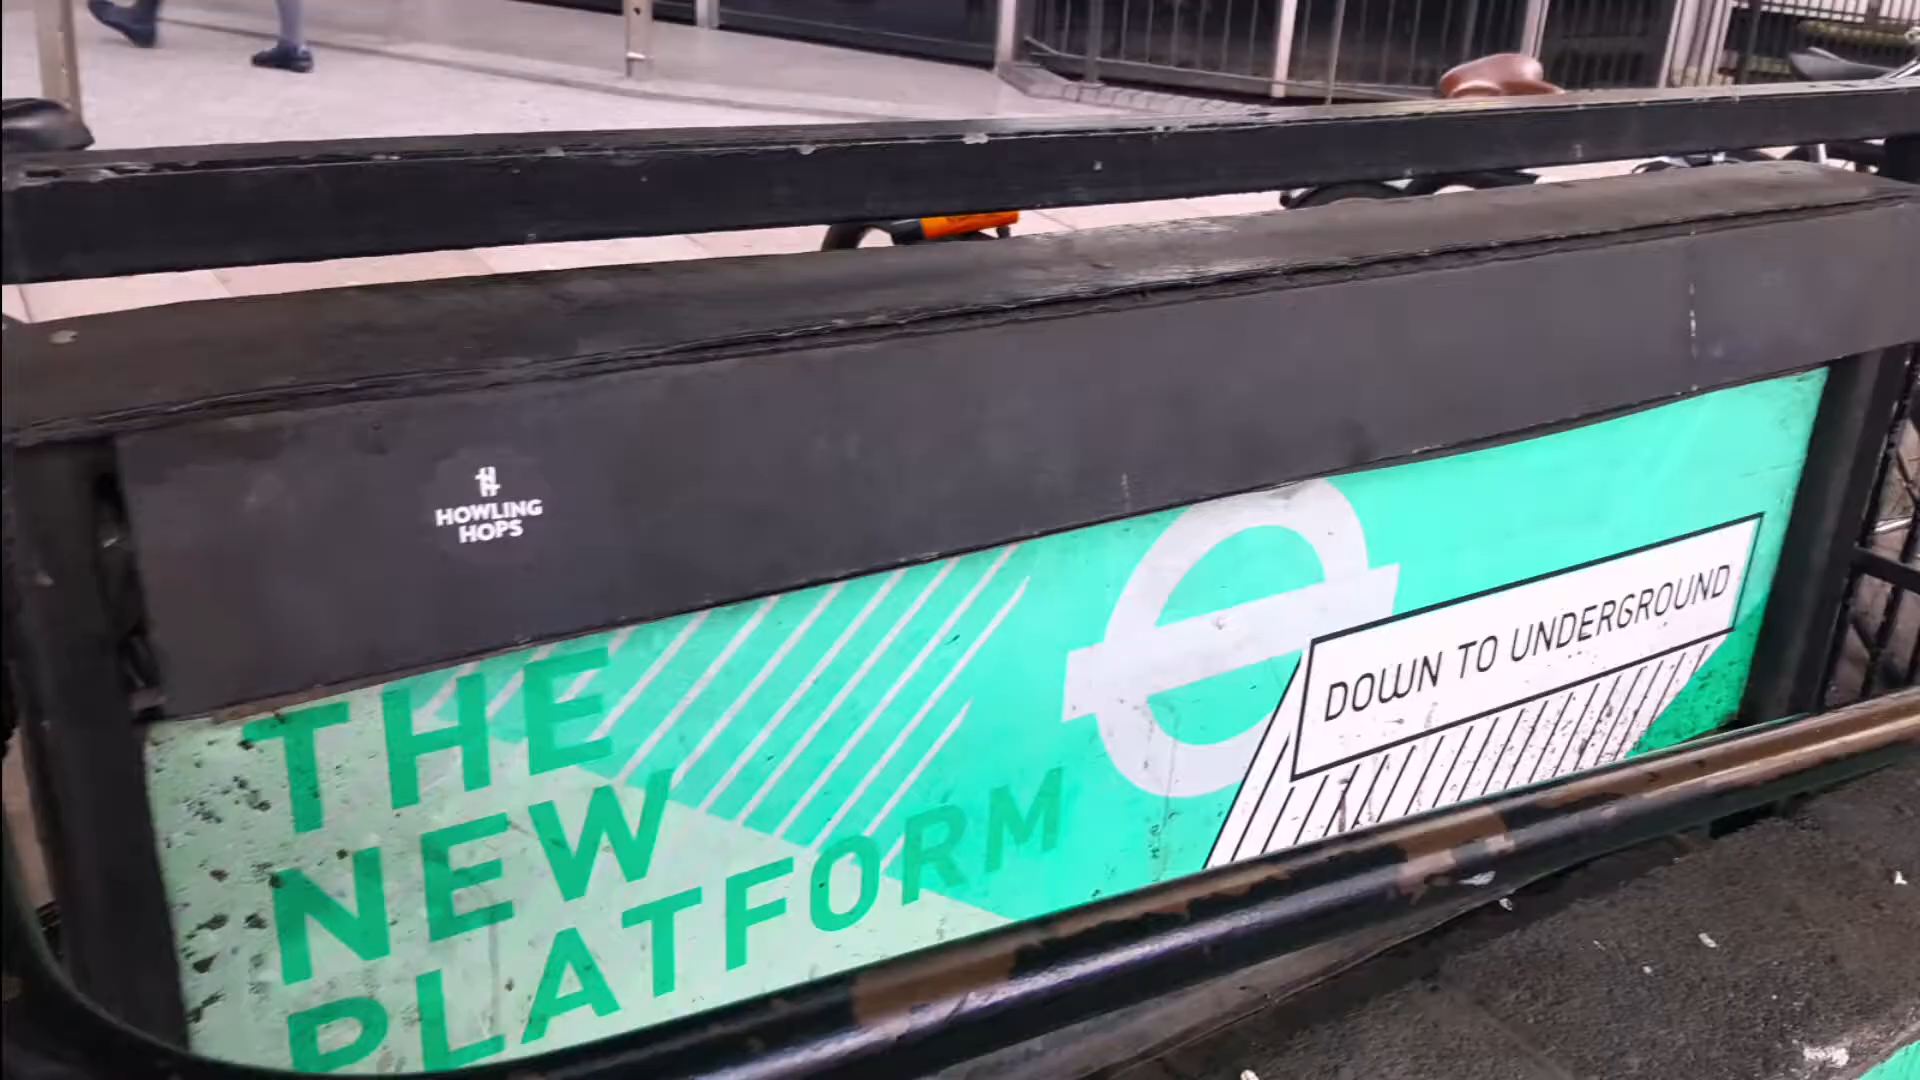 HOWLING
HOPS
THE
NEW
PLATFORM
DOWN TO UNDERGROUND